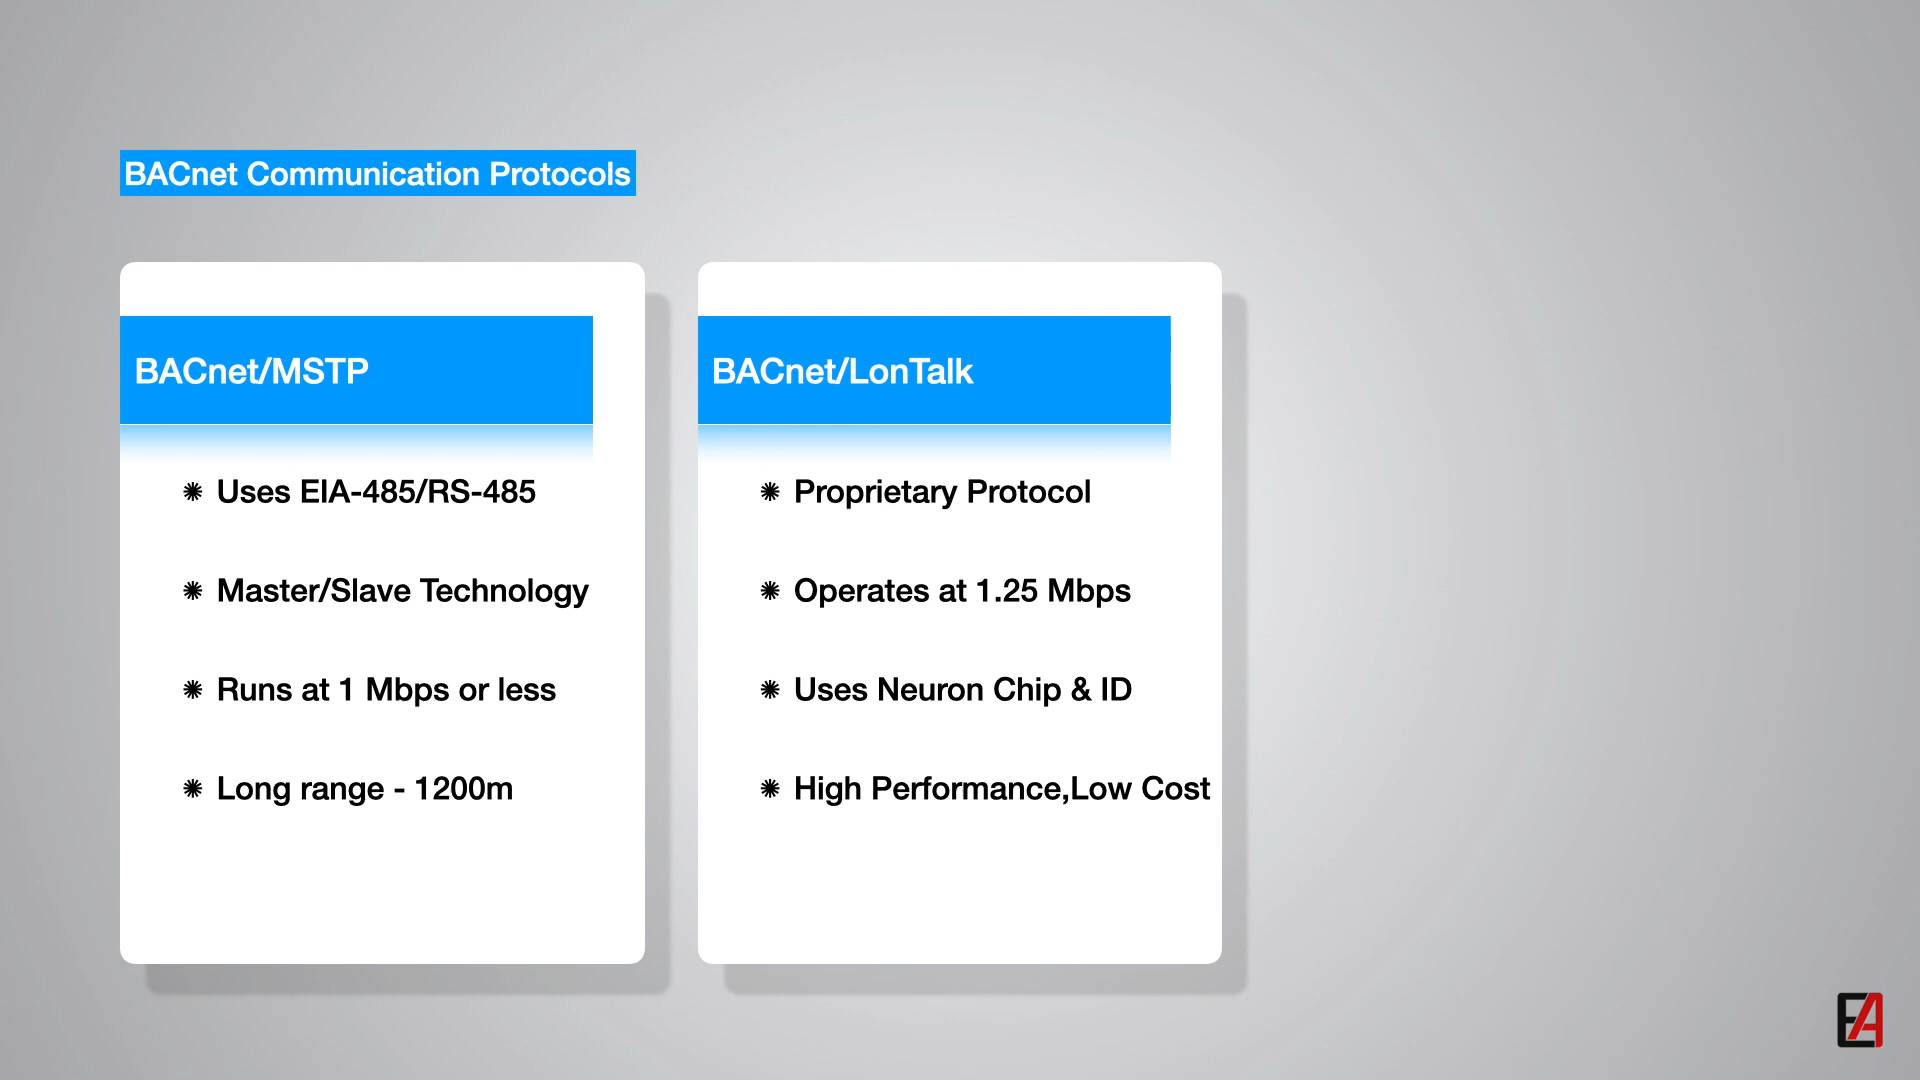 BACnet Communication Protocols
BACnet/MSTP
✺ Uses EIA-485/RS-485
✺ Master/Slave Technology
✺ Runs at 1 Mbps or less
✺ Long range - 1200m
BACnet/LonTalk
✺ Proprietary Protocol
✺ Operates at 1.25 Mbps
✺ Uses Neuron Chip & ID
✺ High Performance,Low Cost
EA